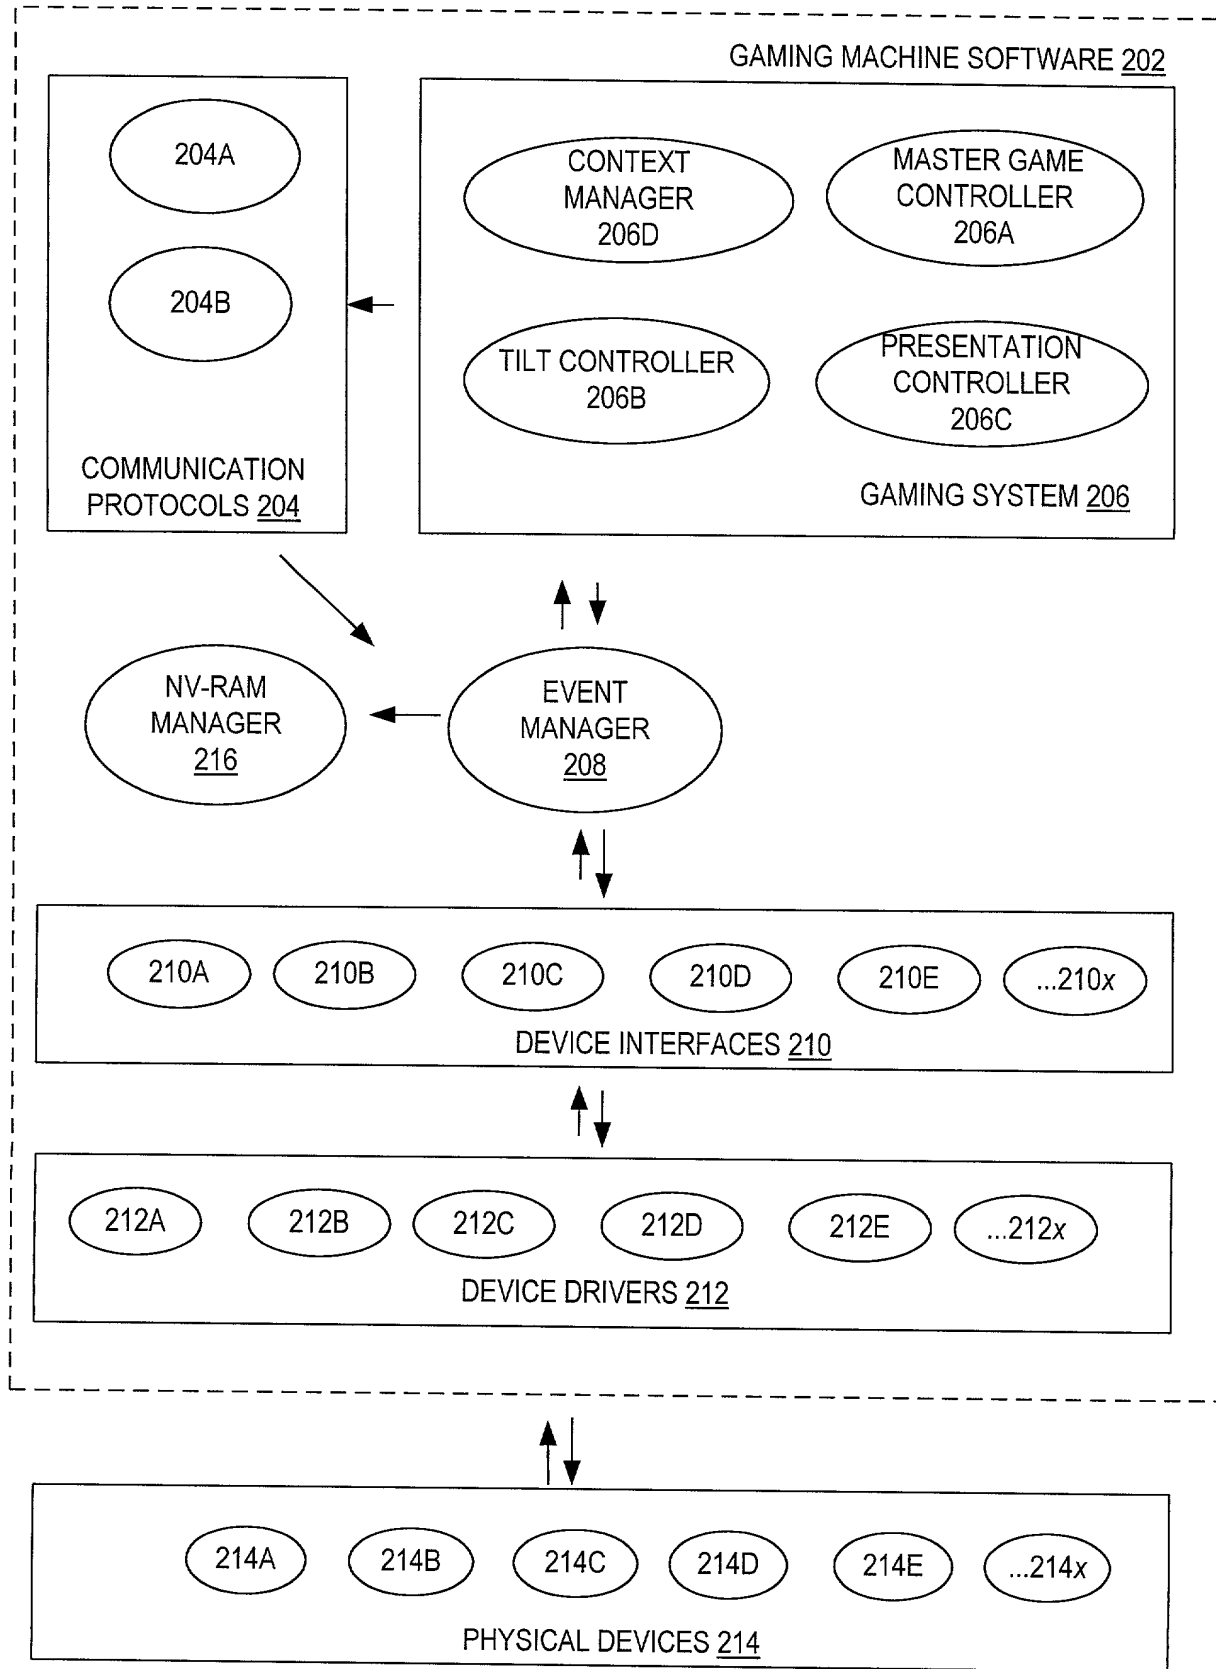 GAMING MACHINE SOFTWARE 202
204A
204B
COMMUNICATION
PROTOCOLS 204
CONTEXT
MANAGER
206D
MASTER GAME
CONTROLLER
206A
TILT CONTROLLER
206B
PRESENTATION
CONTROLLER
206C
GAMING SYSTEM 206
NV-RAM
MANAGER
216
EVENT
MANAGER
208
210A 210B 210C 210D 210E ...210x
DEVICE INTERFACES 210
212A 212B 212C 212D 212E ...212x
DEVICE DRIVERS 212
214A 214B 214C 214D 214E ...214x
PHYSICAL DEVICES 214